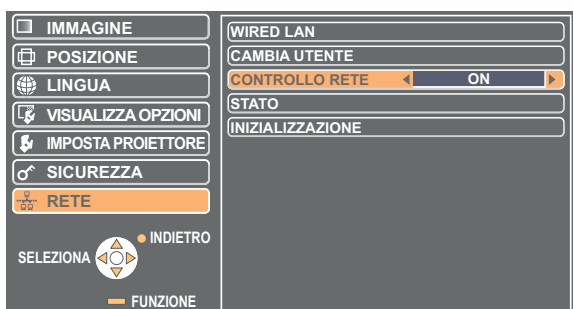 IMMAGINE
POSIZIONE
LINGUA
VISUALIZZA OPZIONI
IMPOSTA PROIETTORE
SICUREZZA
RETE
INDIETRO
SELEZIONA
FUNZIONE
WIRED LAN
CAMBIA UTENTE
CONTROLLO RETE ON
STATO
INIZIALIZZAZIONE